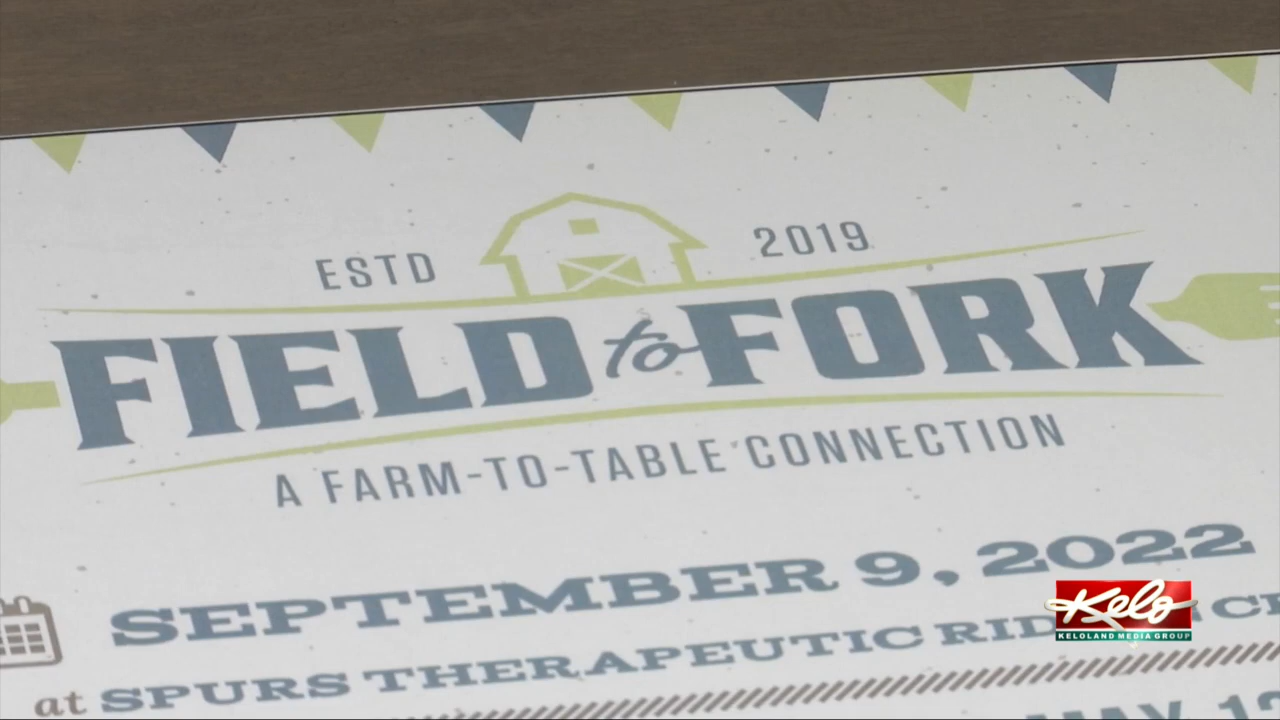 ESTD 2019
FIELD to FORK
A FARM-TO-TABLE CONNECTION
SEPTEMBER 9, 2022
at SPURS THERAPEUTIC
Kelo
KELOLAND MEDIA GROUP